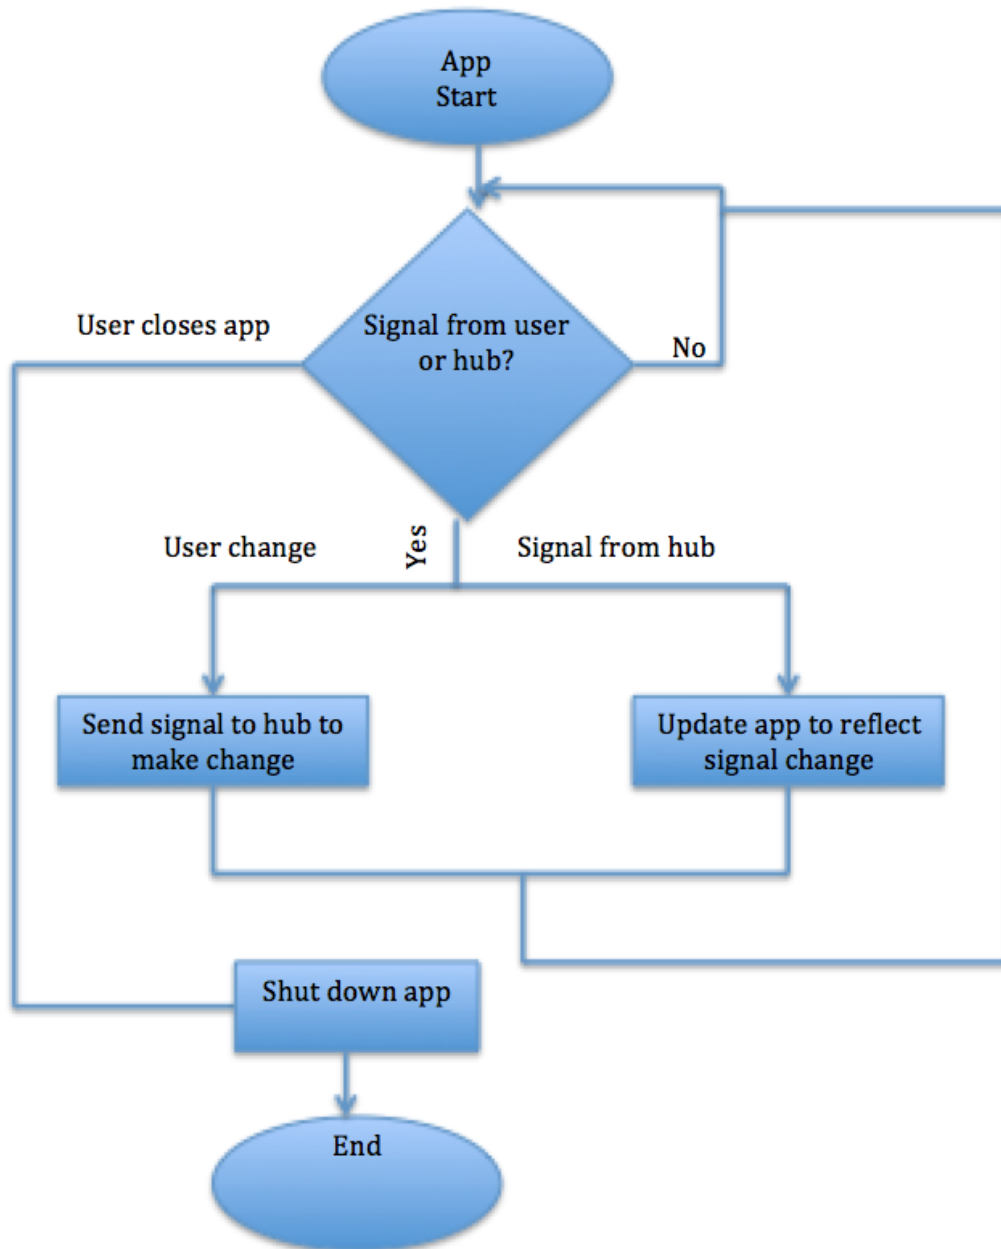 App
Start
User closes app
Signal from user
or hub?
No
User change
Yes
Signal from hub
Send signal to hub to
make change
Update app to reflect
signal change
Shut down app
End